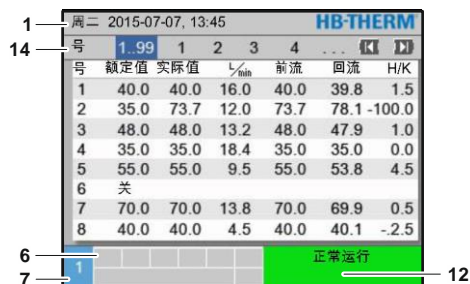 周二 2015-07-07, 13:45 HB-THERM
1
14
号 1..99 1 2 3 4 ...
号 额定值 实际值 L/min 前流 回流 H/K
1 40.0 40.0 16.0 40.0 39.8 1.5
2 35.0 73.7 12.0 73.7 78.1 -100.0
3 48.0 48.0 13.2 48.0 47.9 1.0
4 35.0 35.0 18.4 35.0 35.0 0.0
5 55.0 55.0 9.5 55.0 53.8 4.5
6 关
7 70.0 70.0 13.8 70.0 69.9 0.5
8 40.0 40.0 4.5 40.0 40.1 -.2.5
6
7
1
正常运行
12